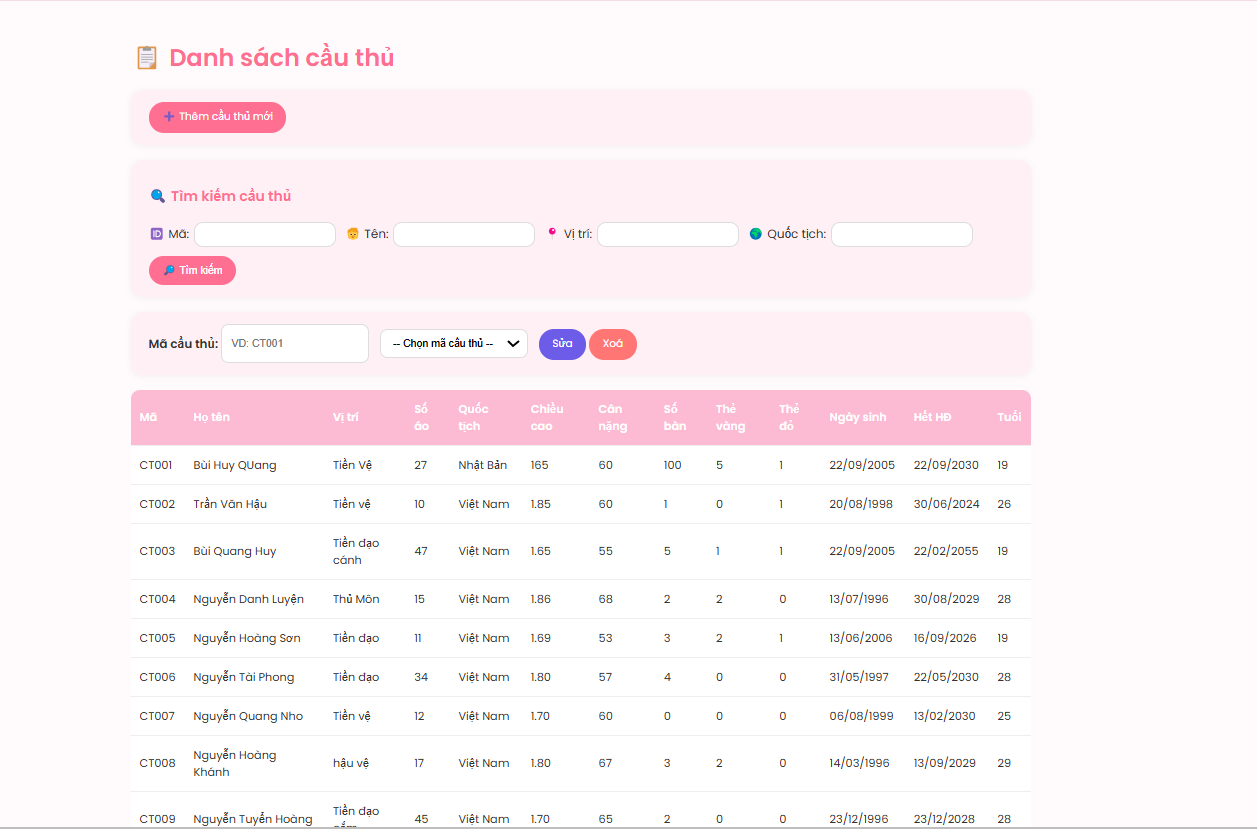 Danh sách cầu thủ
Thêm cầu thủ mới
Tìm kiếm cầu thủ
ID Mã: Tên: Vị trí: Quốc tịch:
Tìm kiếm
Mã cầu thủ: VD: CT001 -- Chọn mã cầu thủ -- Sửa Xoá
Mã Họ tên Vị trí Số áo Quốc tịch Chiều cao Cân nặng Số bàn Thẻ vàng Thẻ đỏ Ngày sinh Hết HĐ Tuổi
CT001 Bùi Huy QUang Tiền Vệ 27 Nhật Bản 165 60 100 5 1 22/09/2005 22/09/2030 19
CT002 Trần Văn Hậu Tiền vệ 10 Việt Nam 1.85 60 1 0 1 20/08/1998 30/06/2024 26
CT003 Bùi Quang Huy Tiền đạo cánh 47 Việt Nam 1.65 55 5 1 1 22/09/2005 22/02/2055 19
CT004 Nguyễn Danh Luyện Thủ Môn 15 Việt Nam 1.86 68 2 2 0 13/07/1996 30/08/2029 28
CT005 Nguyễn Hoàng Sơn Tiền đạo 11 Việt Nam 1.69 53 3 2 1 13/06/2006 16/09/2026 19
CT006 Nguyễn Tài Phong Tiền đạo 34 Việt Nam 1.80 57 4 0 0 31/05/1997 22/05/2030 28
CT007 Nguyễn Quang Nho Tiền vệ 12 Việt Nam 1.70 60 0 0 0 06/08/1999 13/02/2030 25
CT008 Nguyễn Hoàng Khánh hậu vệ 17 Việt Nam 1.80 67 3 2 0 14/03/1996 13/09/2029 29
CT009 Nguyễn Tuyển Hoàng Tiền đạo 45 Việt Nam 1.70 65 2 0 0 23/12/1996 23/12/2028 28